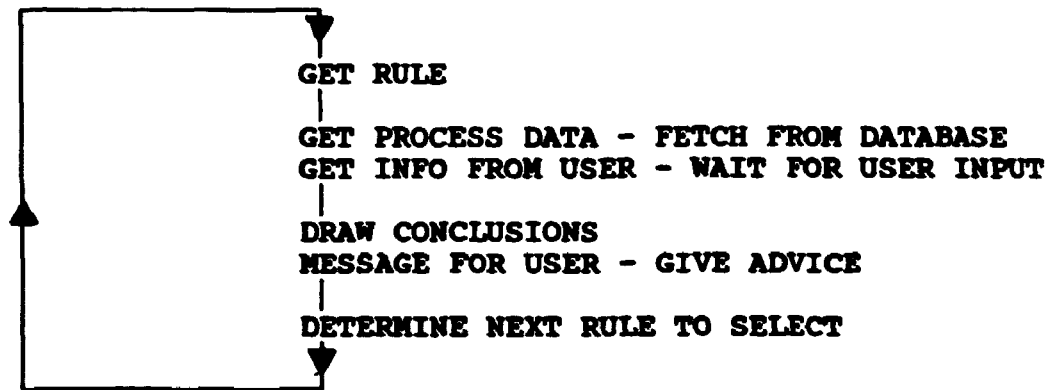 GET RULE
GET PROCESS DATA - FETCH FROM DATABASE
GET INFO FROM USER - WAIT FOR USER INPUT
DRAW CONCLUSIONS
MESSAGE FOR USER - GIVE ADVICE
DETERMINE NEXT RULE TO SELECT